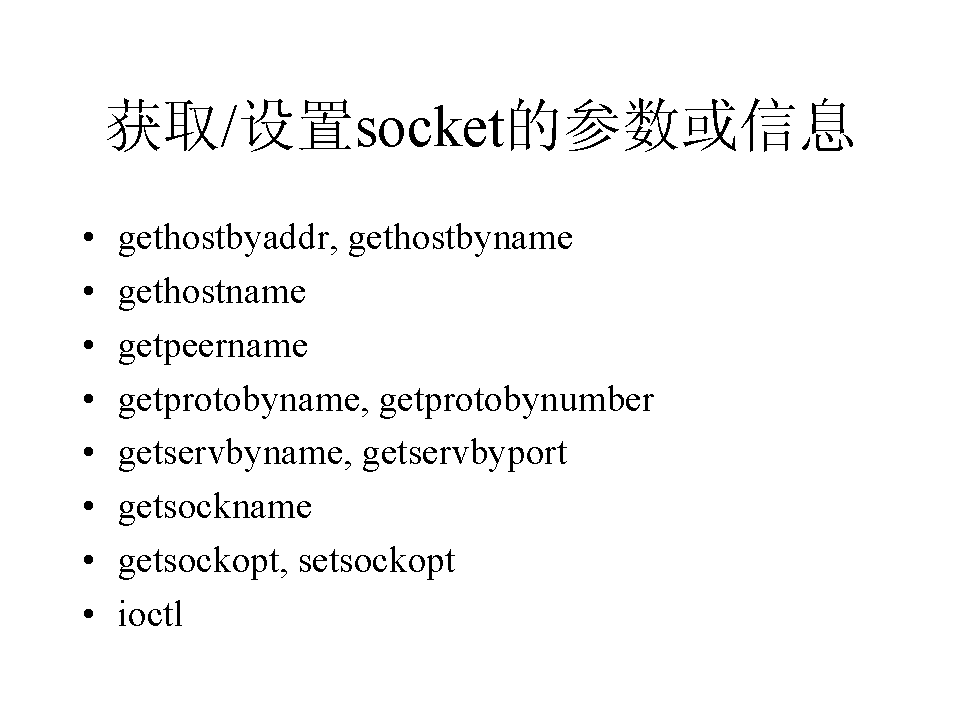 获取/设置socket的参数或信息
• gethostbyaddr, gethostbyname
• gethostname
• getpeername
• getprotobyname, getprotobynumber
• getservbyname, getservbyport
• getsockname
• getsockopt, setsockopt
• ioctl